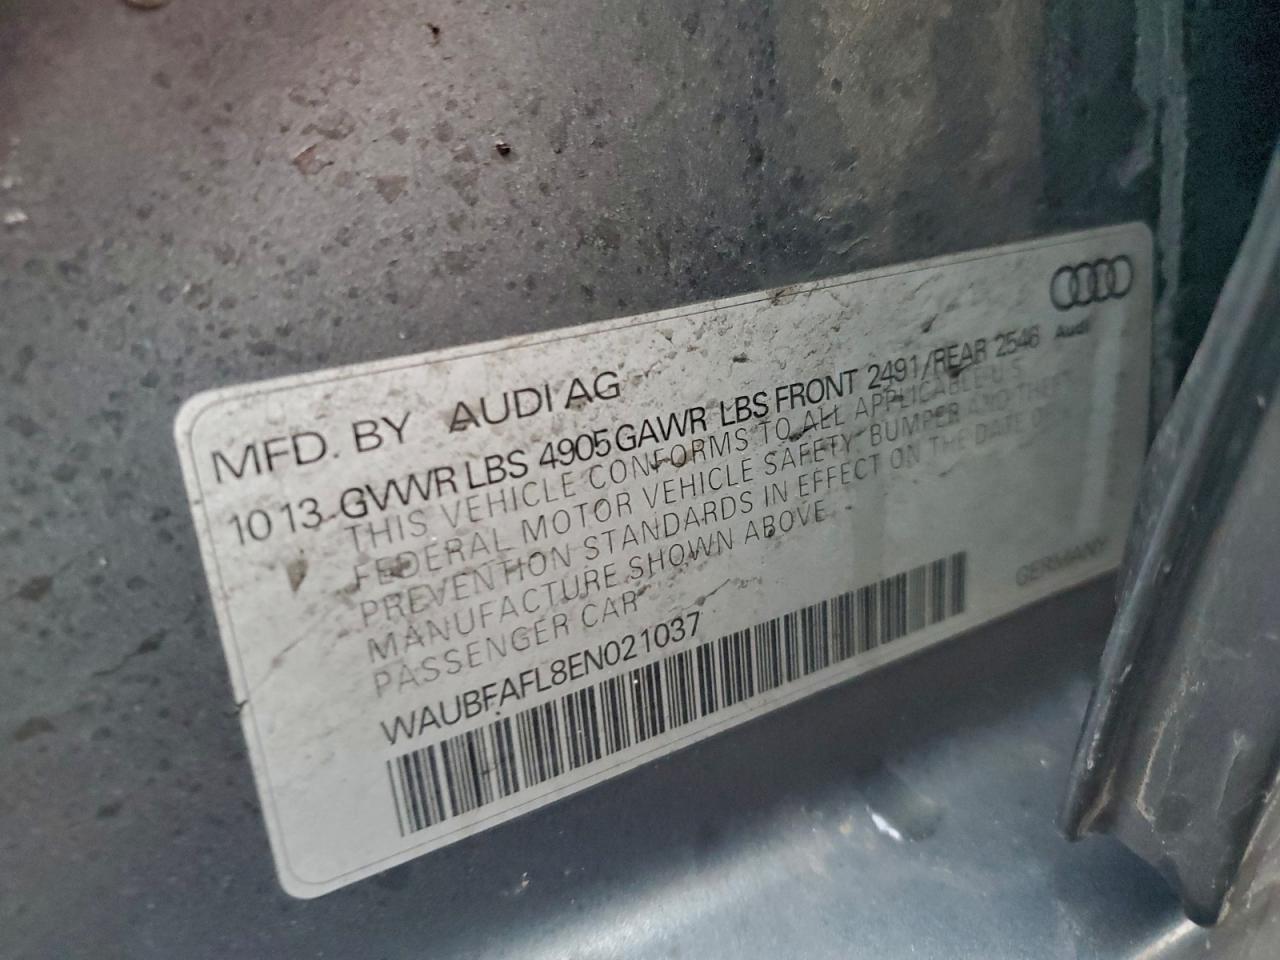 Audi
MFD. BY AUDI AG
10 13 GVWR LBS 4905 GAWR LBS FRONT 2491/REAR 2546
THIS VEHICLE CONFORMS TO ALL APPLICABLE U.S.
FEDERAL MOTOR VEHICLE SAFETY, BUMPER AND THEFT
PREVENTION STANDARDS IN EFFECT ON THE DATE OF
MANUFACTURE SHOWN ABOVE.
PASSENGER CAR
WAUBFAFL8EN021037
GERMANY